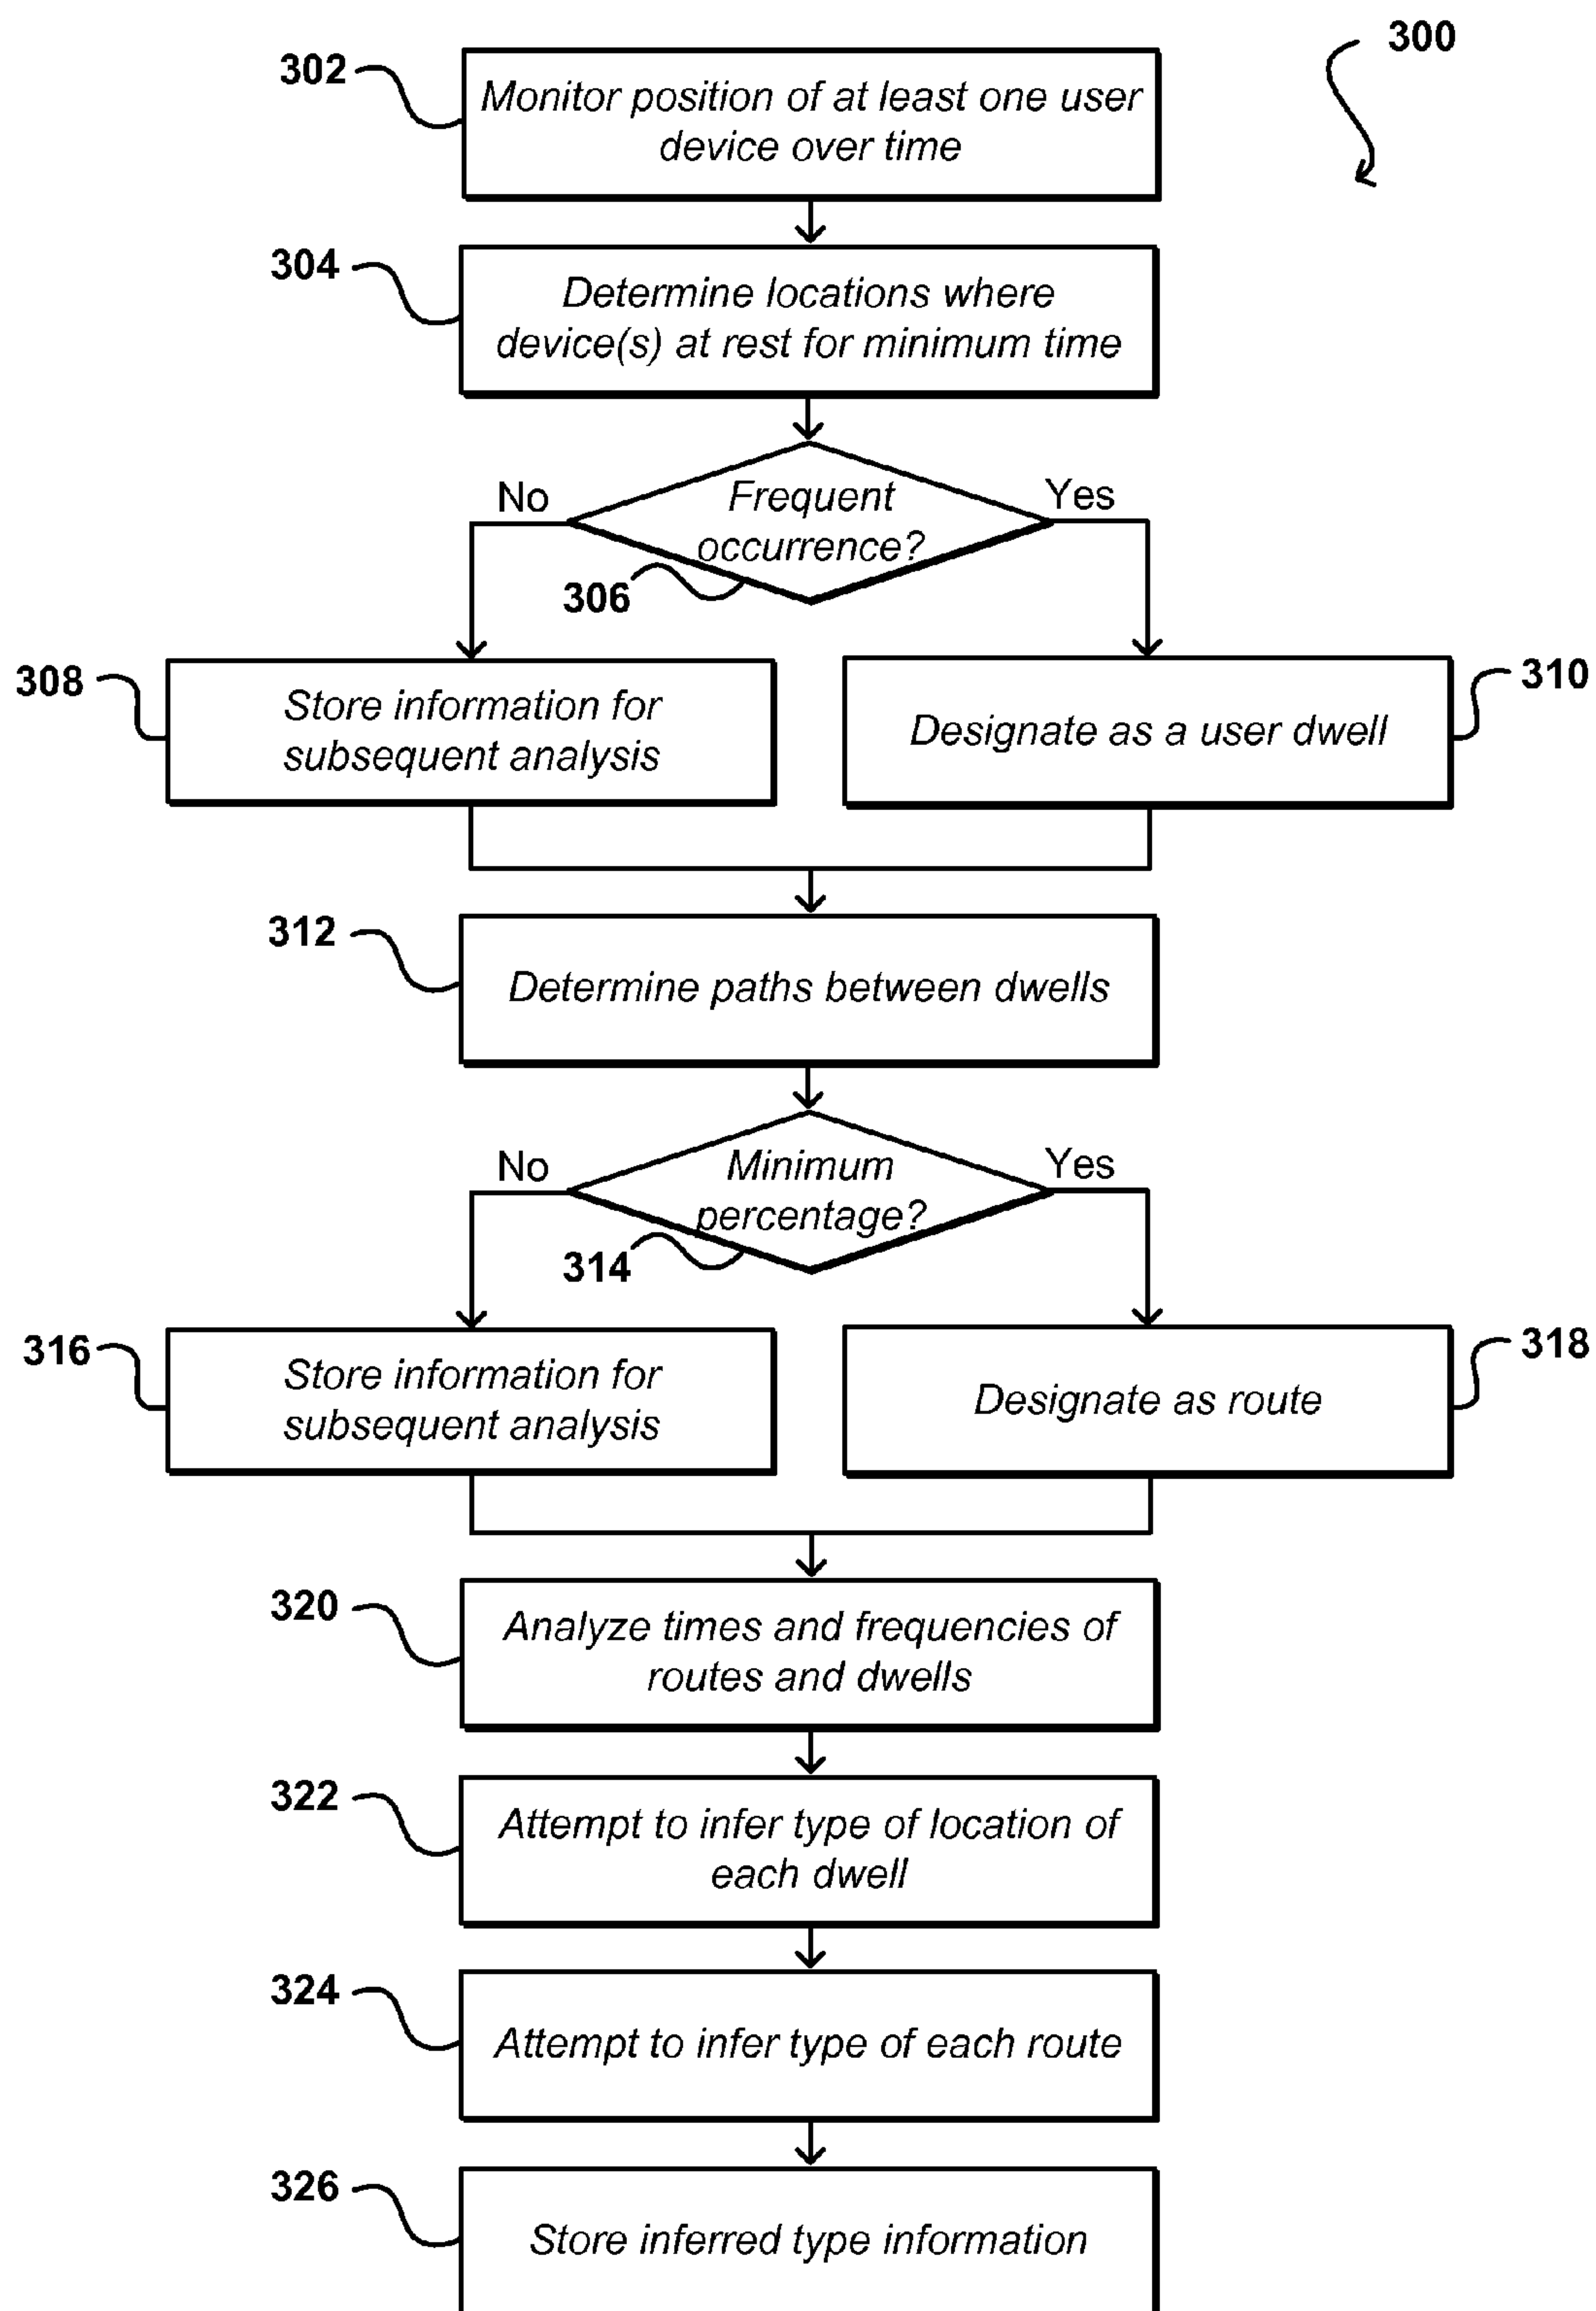 300
302
Monitor position of at least one user
device over time
304
Determine locations where
device(s) at rest for minimum time
No
Frequent
occurrence?
Yes
306
308
Store information for
subsequent analysis
Designate as a user dwell
310
312
Determine paths between dwells
No
Minimum
percentage?
Yes
314
316
Store information for
subsequent analysis
Designate as route
318
320
Analyze times and frequencies of
routes and dwells
322
Attempt to infer type of location of
each dwell
324
Attempt to infer type of each route
326
Store inferred type information